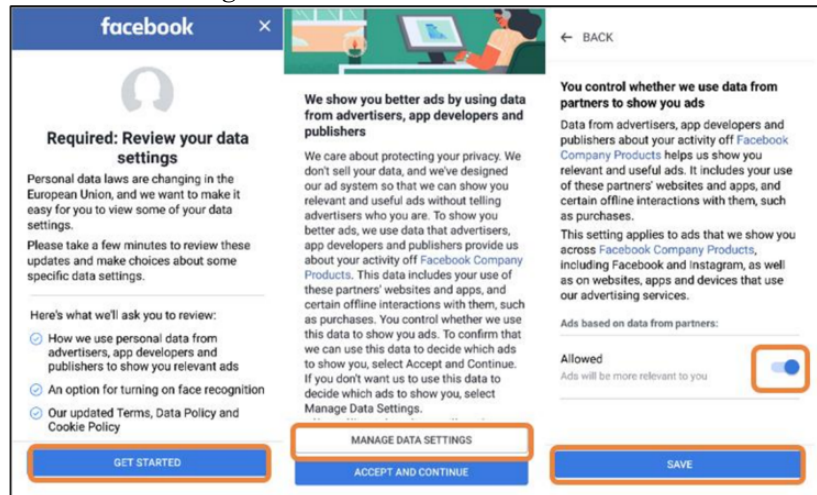 facebook ×
Required: Review your data
settings
Personal data laws are changing in the
European Union, and we want to make it
easy for you to view some of your data
settings.
Please take a few minutes to review these
updates and make choices about some
specific data settings.
Here's what we'll ask you to review:
How we use personal data from
advertisers, app developers and
publishers to show you relevant ads
An option for turning on face recognition
Our updated Terms, Data Policy and
Cookie Policy
GET STARTED
We show you better ads by using data
from advertisers, app developers and
publishers
We care about protecting your privacy. We
don't sell your data, and we've designed
our ad system so that we can show you
relevant and useful ads without telling
advertisers who you are. To show you
better ads, we use data that advertisers,
app developers and publishers provide us
about your activity off Facebook Company
Products. This data includes your use of
these partners' websites and apps, and
certain offline interactions with them, such
as purchases. You control whether we use
this data to show you ads. To confirm that
we can use this data to decide which ads
to show you, select Accept and Continue.
If you don't want us to use this data to
decide which ads to show you, select
Manage Data Settings.
MANAGE DATA SETTINGS
ACCEPT AND CONTINUE
← BACK
You control whether we use data from
partners to show you ads
Data from advertisers, app developers and
publishers about your activity off Facebook
Company Products helps us show you
relevant and useful ads. It includes your use
of these partners' websites and apps, and
certain offline interactions with them, such
as purchases.
This setting applies to ads that we show you
across Facebook Company Products,
including Facebook and Instagram, as well
as on websites, apps and devices that use
our advertising services.
Ads based on data from partners:
Allowed
Ads will be more relevant to you
SAVE